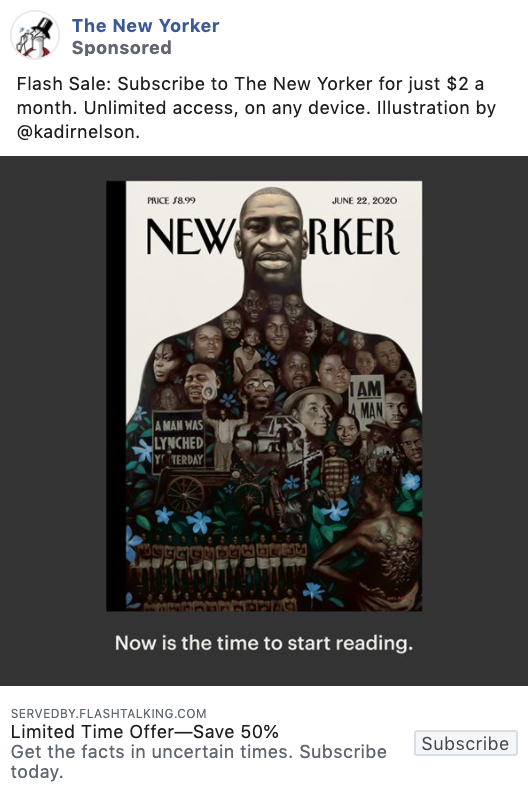 The New Yorker
Sponsored
Flash Sale: Subscribe to The New Yorker for just $2 a
month. Unlimited access, on any device. Illustration by
@kadirnelson.
PRICE $8.99
JUNE 22, 2020
NEW RKER
I AM
A MAN
A MAN WAS
LYNCHED
YESTERDAY
Now is the time to start reading.
SERVEDBY.FLASHTALKING.COM
Limited Time Offer—Save 50%
Get the facts in uncertain times. Subscribe
today.
Subscribe